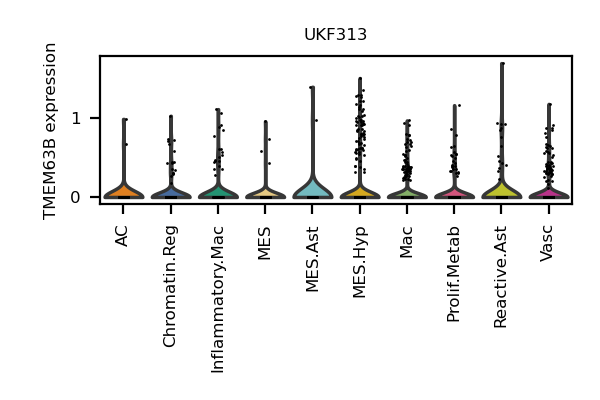 UKF313
TMEM63B expression
1
0
AC
Chromatin.Reg
Inflammatory.Mac
MES
MES.Ast
MES.Hyp
Mac
Prolif.Metab
Reactive.Ast
Vasc